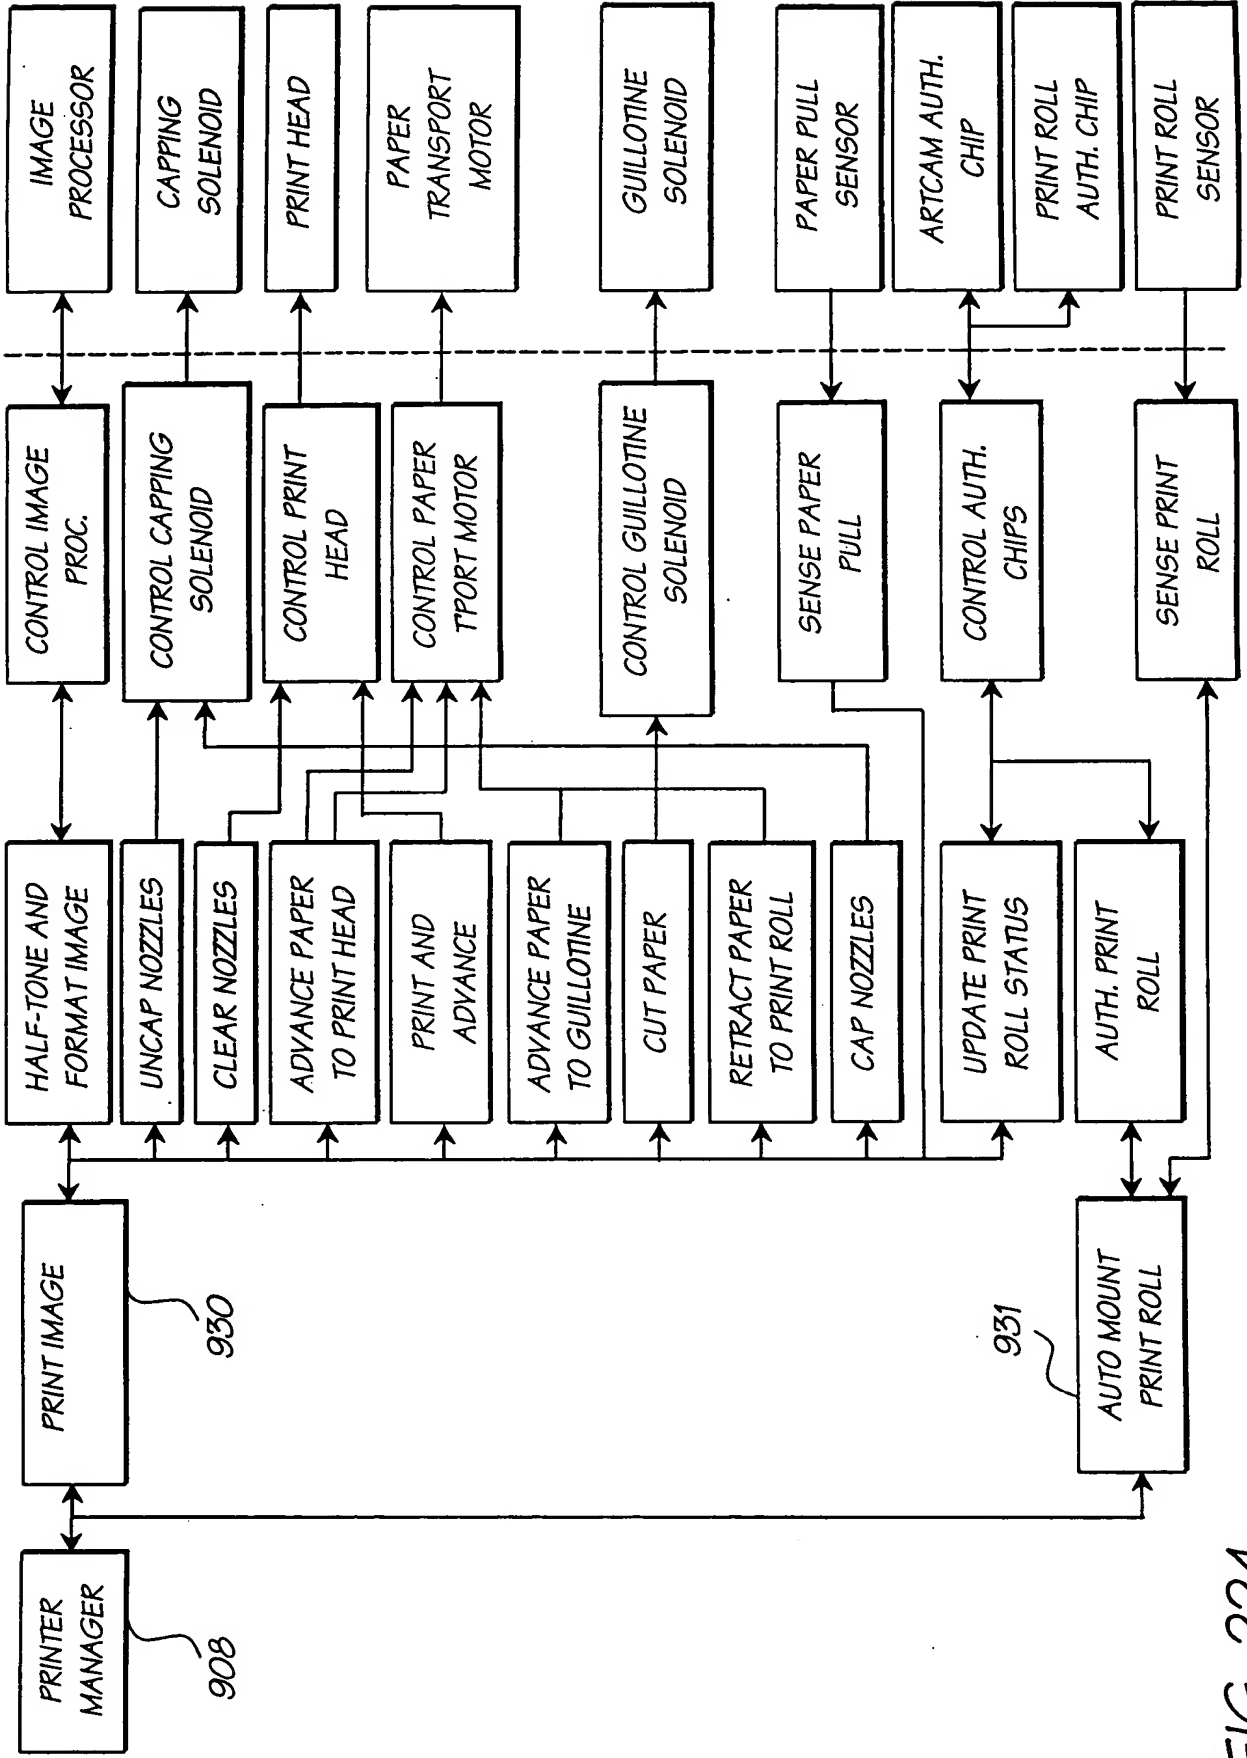 PRINTER
MANAGER
908
PRINT IMAGE
930
AUTO MOUNT
PRINT ROLL
931
HALF-TONE AND
FORMAT IMAGE
UNCAP NOZZLES
CLEAR NOZZLES
ADVANCE PAPER
TO PRINT HEAD
PRINT AND
ADVANCE
ADVANCE PAPER
TO GUILLOTINE
CUT PAPER
RETRACT PAPER
TO PRINT ROLL
CAP NOZZLES
UPDATE PRINT
ROLL STATUS
AUTH. PRINT
ROLL
CONTROL IMAGE
PROC.
CONTROL CAPPING
SOLENOID
CONTROL PRINT
HEAD
CONTROL PAPER
T'PORT MOTOR
CONTROL GUILLOTINE
SOLENOID
SENSE PAPER
PULL
CONTROL AUTH.
CHIPS
SENSE PRINT
ROLL
IMAGE
PROCESSOR
CAPPING
SOLENOID
PRINT HEAD
PAPER
TRANSPORT
MOTOR
GUILLOTINE
SOLENOID
PAPER PULL
SENSOR
ARTCAM AUTH.
CHIP
PRINT ROLL
AUTH. CHIP
PRINT ROLL
SENSOR
FIG. 224